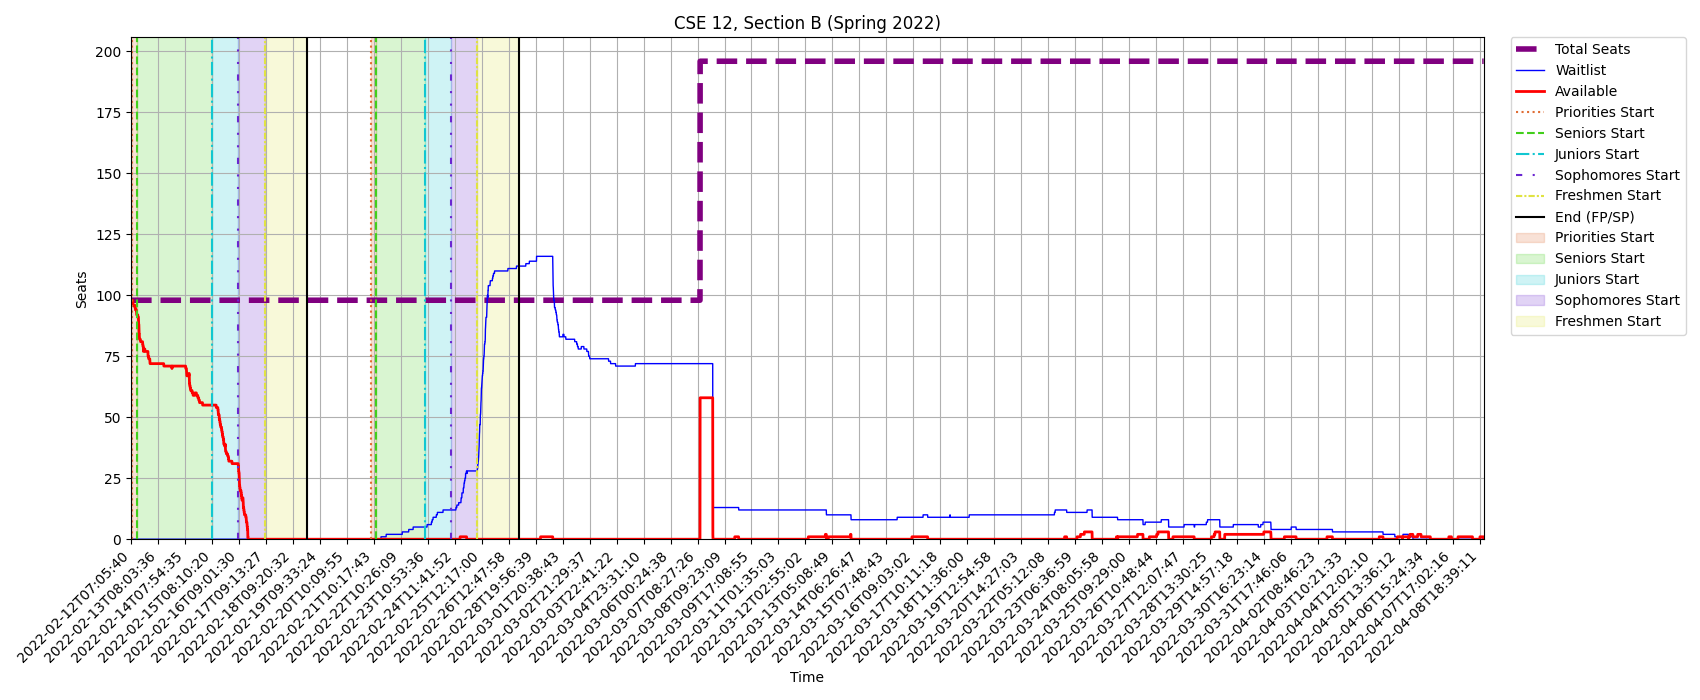 CSE 12, Section B (Spring 2022)
Seats
200
175
150
125
100
75
50
25
0
2022-02-12T7:05:40
2022-02-13T08:03:36
2022-02-14T07:54:35
2022-02-15T08:10:20
2022-02-16T09:01:30
2022-02-17T09:13:27
2022-02-18T09:20:32
2022-02-19T09:33:24
2022-02-20T10:09:55
2022-02-21T10:17:43
2022-02-22T10:26:09
2022-02-23T10:53:36
2022-02-24T11:41:52
2022-02-25T12:17:00
2022-02-26T12:47:58
2022-02-28T19:56:39
2022-03-01T20:38:43
2022-03-02T21:29:37
2022-03-03T22:41:22
2022-03-04T23:31:10
2022-03-06T00:24:38
2022-03-07T08:27:26
2022-03-08T23:23:09
2022-03-09T17:08:55
2022-03-11T01:35:03
2022-03-12T02:55:02
2022-03-13T05:08:49
2022-03-14T06:26:47
2022-03-15T07:48:43
2022-03-16T09:03:02
2022-03-17T10:11:18
2022-03-18T11:36:00
2022-03-19T12:54:58
2022-03-20T14:27:03
2022-03-22T05:12:08
2022-03-23T06:36:59
2022-03-24T08:05:58
2022-03-25T09:29:00
2022-03-26T10:48:44
2022-03-27T12:07:47
2022-03-28T13:30:25
2022-03-29T14:57:18
2022-03-30T16:23:14
2022-03-31T17:46:06
2022-04-02T08:46:23
2022-04-03T10:21:33
2022-04-04T12:02:10
2022-04-05T13:36:12
2022-04-06T15:24:34
2022-04-07T17:02:16
2022-04-08T18:39:11
Time
Total Seats
Waitlist
Available
Priorities Start
Seniors Start
Juniors Start
Sophomores Start
Freshmen Start
End (FP/SP)
Priorities Start
Seniors Start
Juniors Start
Sophomores Start
Freshmen Start